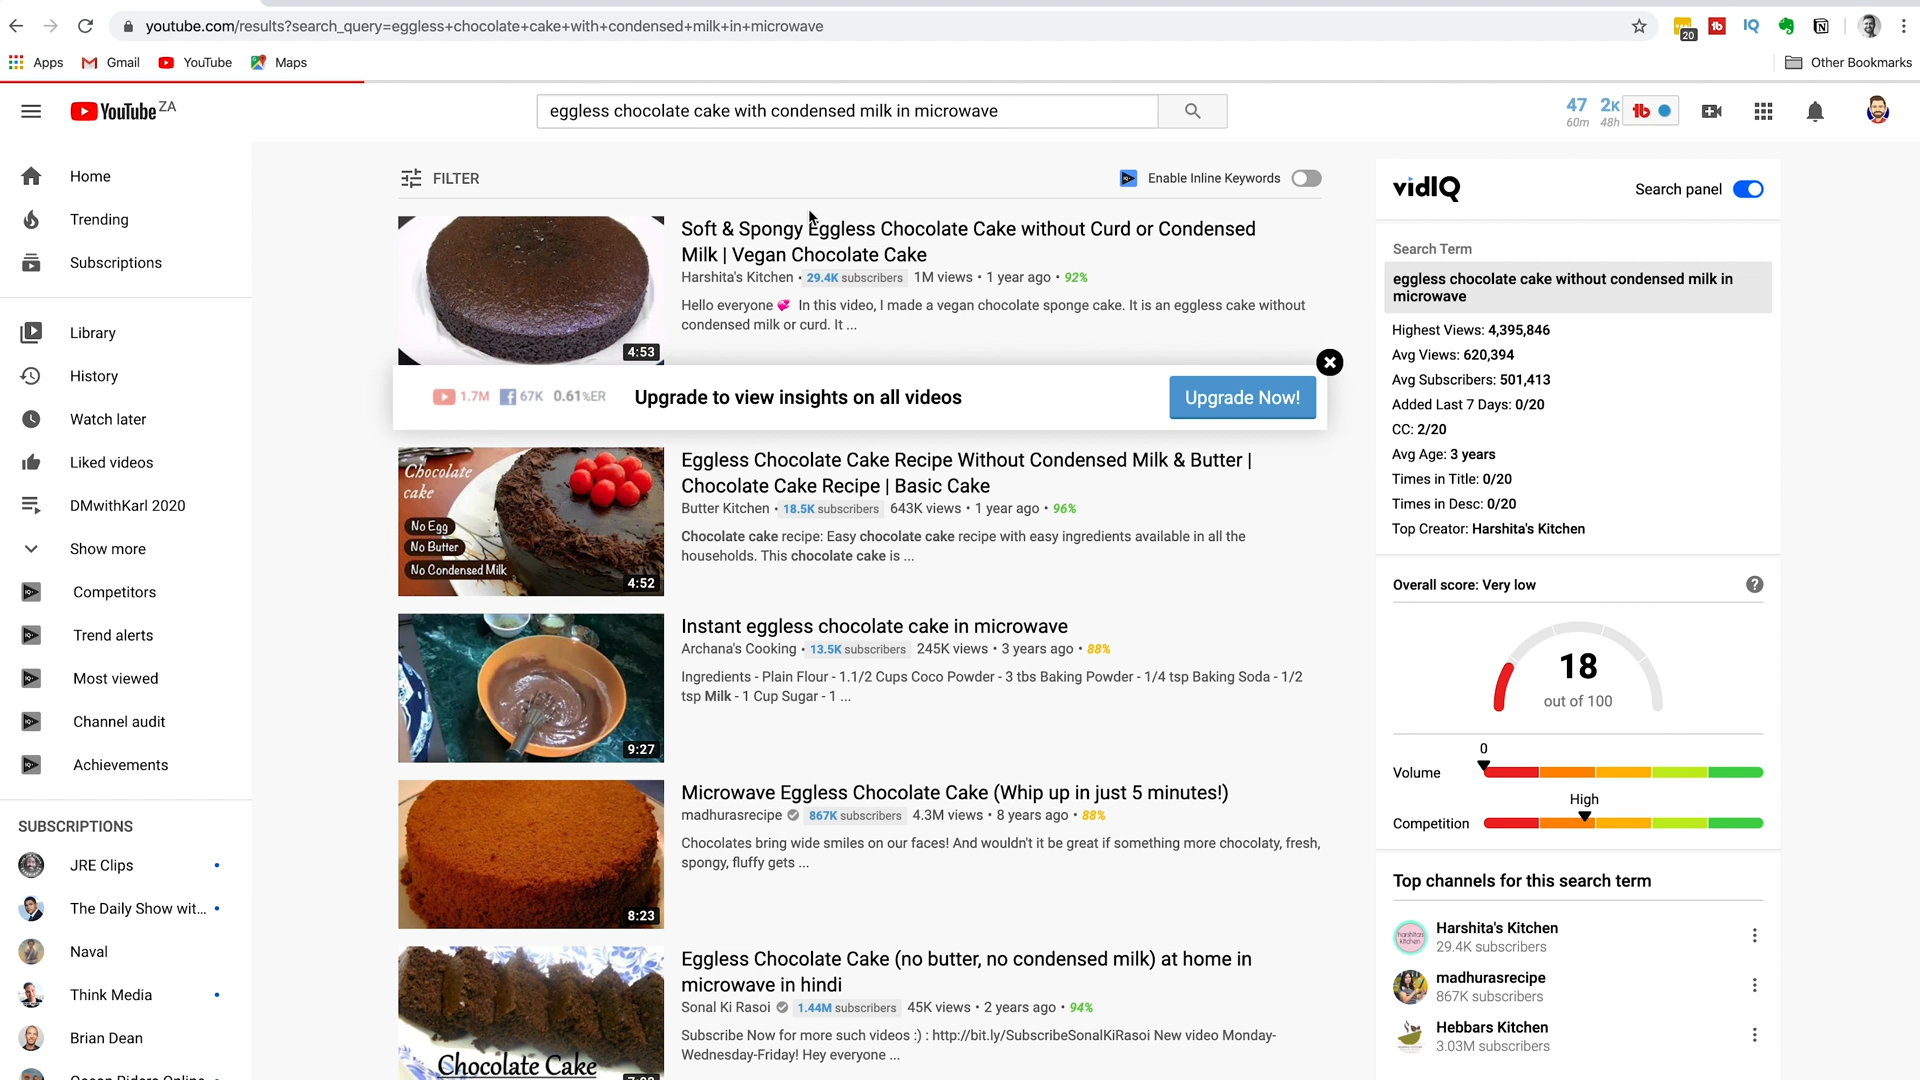 youtube.com/results?search_query=eggless+chocolate+cake+with+condensed+milk+in+microwave
20
Apps
Gmail
YouTube
Maps
Other Bookmarks
YouTube ZA
eggless chocolate cake with condensed milk in microwave
47 2K
60m 48h
Home
Trending
Subscriptions
Library
History
Watch later
Liked videos
DMwithKarl 2020
Show more
Competitors
Trend alerts
Most viewed
Channel audit
Achievements
SUBSCRIPTIONS
JRE Clips
The Daily Show wit...
Naval
Think Media
Brian Dean
FILTER
Enable Inline Keywords
Soft & Spongy Eggless Chocolate Cake without Curd or Condensed
Milk | Vegan Chocolate Cake
Harshita's Kitchen • 29.4K subscribers 1M views • 1 year ago • 92%
Hello everyone 💞 In this video, I made a vegan chocolate sponge cake. It is an eggless cake without
condensed milk or curd. It ...
4:53
1.7M 67K 0.61%ER
Upgrade to view insights on all videos
Upgrade Now!
Chocolate
cake
No Egg
No Butter
No Condensed Milk
4:52
Eggless Chocolate Cake Recipe Without Condensed Milk & Butter |
Chocolate Cake Recipe | Basic Cake
Butter Kitchen • 18.5K subscribers 643K views • 1 year ago • 96%
Chocolate cake recipe: Easy chocolate cake recipe with easy ingredients available in all the
households. This chocolate cake is ...
9:27
Instant eggless chocolate cake in microwave
Archana's Cooking • 13.5K subscribers 245K views • 3 years ago • 88%
Ingredients - Plain Flour - 1.1/2 Cups Coco Powder - 3 tbs Baking Powder - 1/4 tsp Baking Soda - 1/2
tsp Milk - 1 Cup Sugar - 1 ...
8:23
Microwave Eggless Chocolate Cake (Whip up in just 5 minutes!)
madhurasrecipe 867K subscribers 4.3M views • 8 years ago • 88%
Chocolates bring wide smiles on our faces! And wouldn't it be great if something more chocolaty, fresh,
spongy, fluffy gets ...
Chocolate Cake
Eggless Chocolate Cake (no butter, no condensed milk) at home in
microwave in hindi
Sonal Ki Rasoi 1.44M subscribers 45K views • 2 years ago • 94%
Subscribe Now for more such videos :) : http://bit.ly/SubscribeSonalKiRasoi New video Monday-
Wednesday-Friday! Hey everyone ...
vidIQ
Search panel
Search Term
eggless chocolate cake without condensed milk in
microwave
Highest Views: 4,395,846
Avg Views: 620,394
Avg Subscribers: 501,413
Added Last 7 Days: 0/20
CC: 2/20
Avg Age: 3 years
Times in Title: 0/20
Times in Desc: 0/20
Top Creator: Harshita's Kitchen
Overall score: Very low
18
out of 100
0
Volume
High
Competition
Top channels for this search term
Harshita's Kitchen
29.4K subscribers
madhurasrecipe
867K subscribers
Hebbars Kitchen
3.03M subscribers